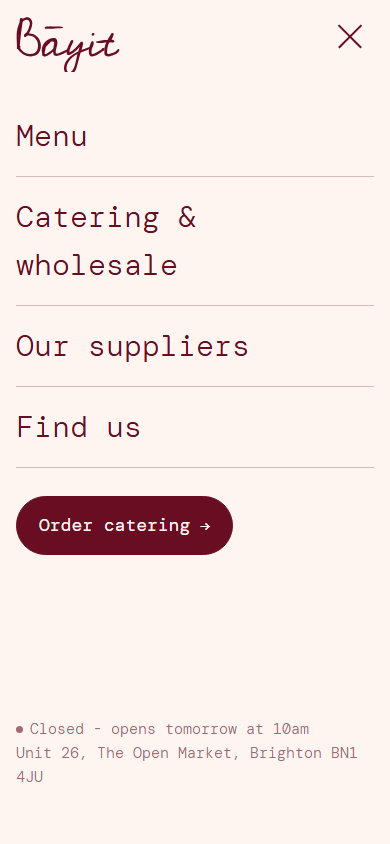 Bāyit
Menu
Catering &
wholesale
Our suppliers
Find us
Order catering →
Closed - opens tomorrow at 10am
Unit 26, The Open Market, Brighton BN1
4JU